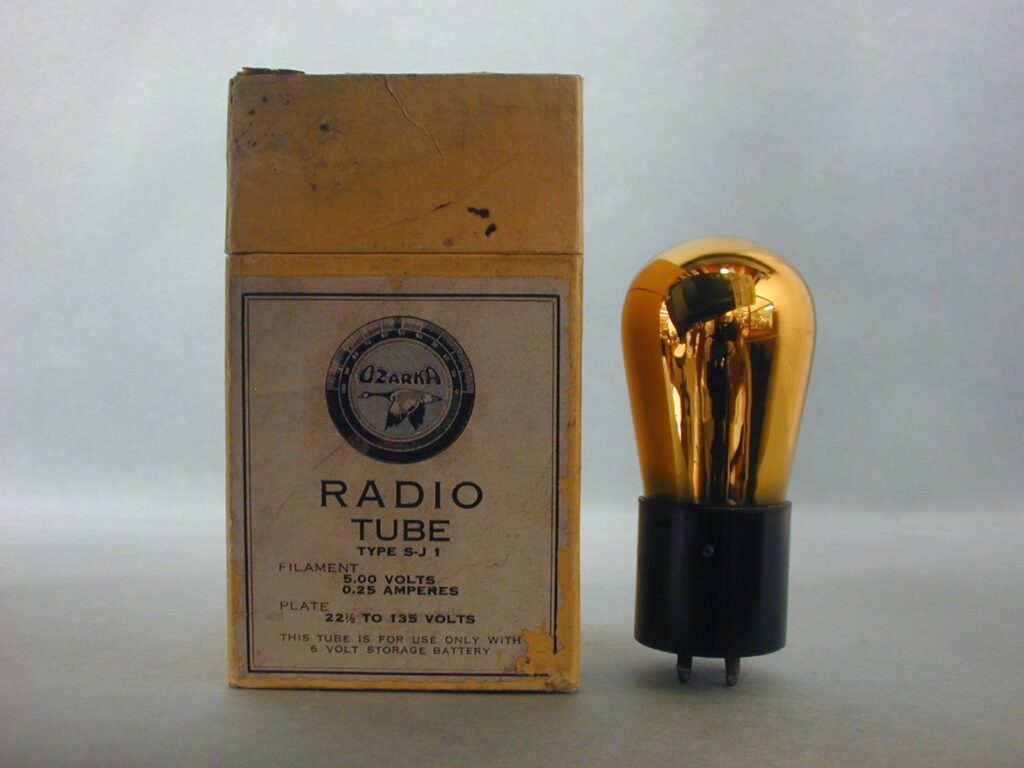 OZARKA
RADIO
TUBE
TYPE S-J 1
FILAMENT
5.00 VOLTS
0.25 AMPERES
PLATE
22½ TO 135 VOLTS
THIS TUBE IS FOR USE ONLY WITH
6 VOLT STORAGE BATTERY